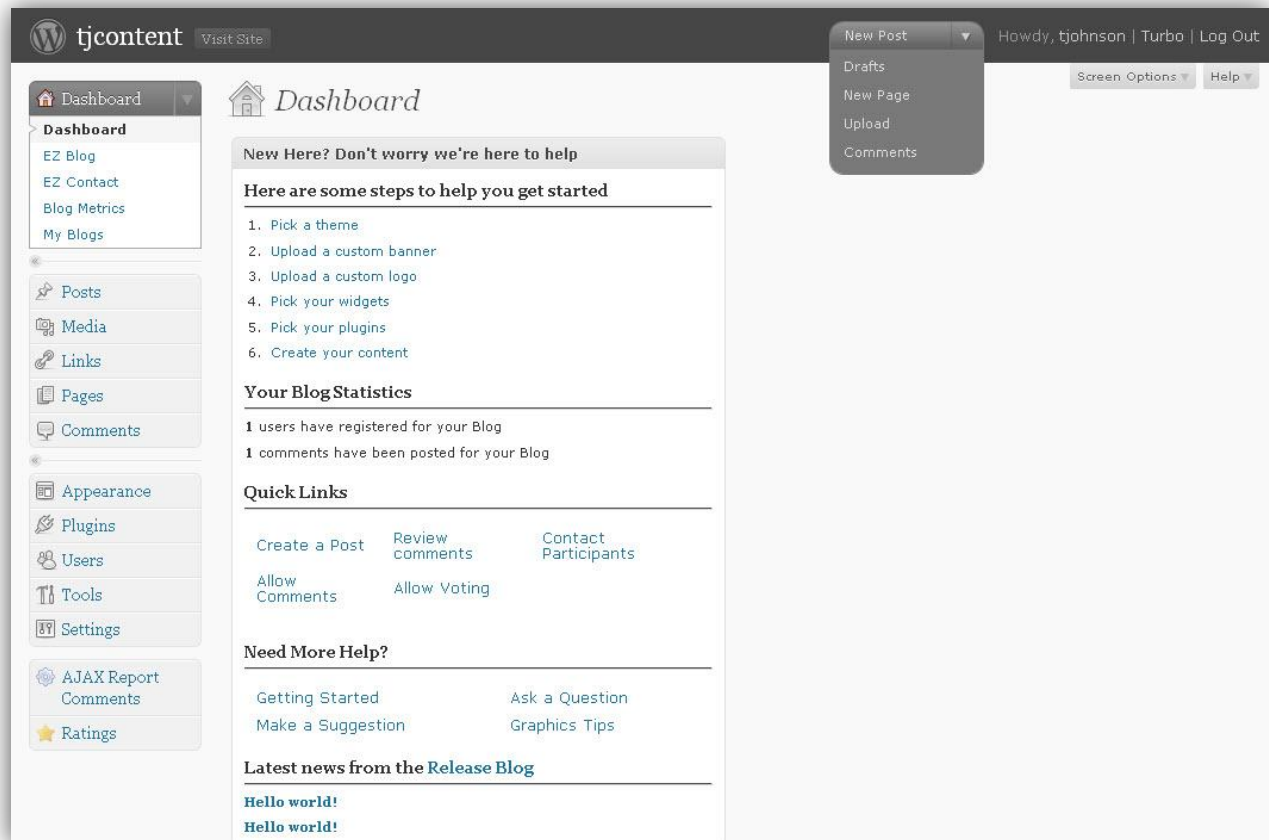 tjcontent Visit Site
New Post
Howdy, tjohnson | Turbo | Log Out
Drafts
New Page
Upload
Comments
Screen Options
Help
Dashboard
Dashboard
EZ Blog
EZ Contact
Blog Metrics
My Blogs
Posts
Media
Links
Pages
Comments
Appearance
Plugins
Users
Tools
Settings
AJAX Report
Comments
Ratings
Dashboard
New Here? Don't worry we're here to help
Here are some steps to help you get started
1. Pick a theme
2. Upload a custom banner
3. Upload a custom logo
4. Pick your widgets
5. Pick your plugins
6. Create your content
Your Blog Statistics
1 users have registered for your Blog
1 comments have been posted for your Blog
Quick Links
Create a Post
Review
comments
Contact
Participants
Allow
Comments
Allow Voting
Need More Help?
Getting Started
Ask a Question
Make a Suggestion
Graphics Tips
Latest news from the Release Blog
Hello world!
Hello world!